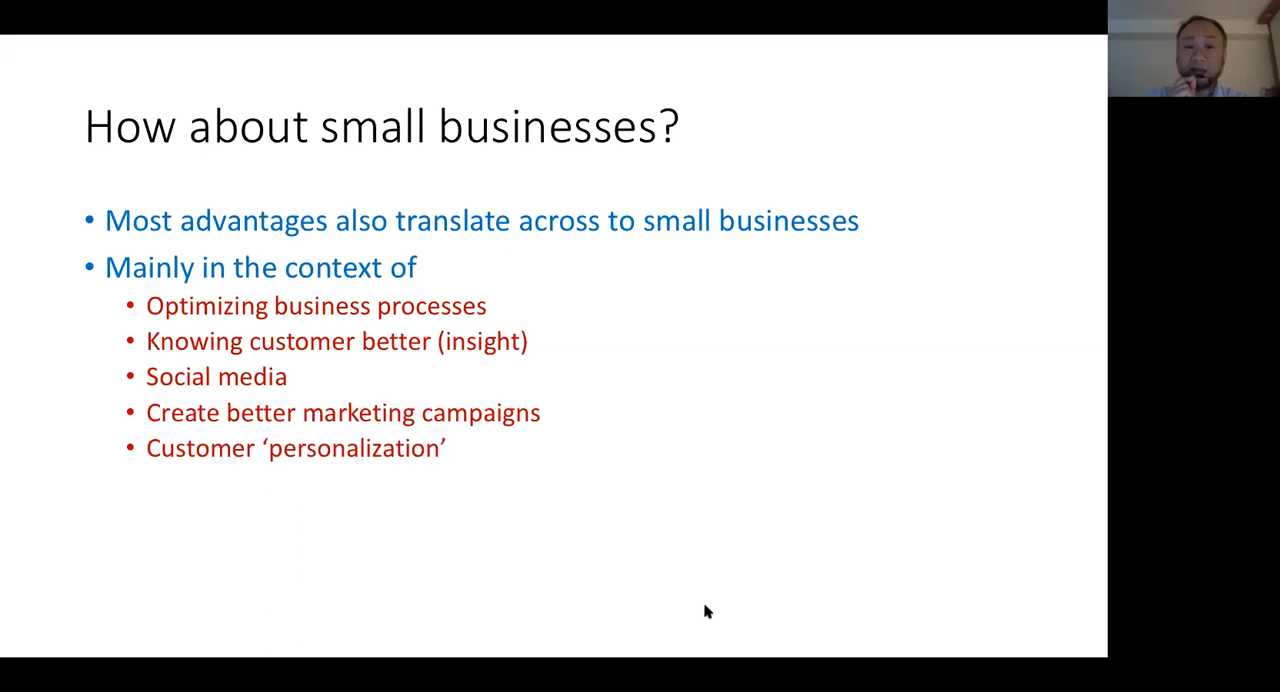 How about small businesses?
• Most advantages also translate across to small businesses
• Mainly in the context of
• Optimizing business processes
• Knowing customer better (insight)
• Social media
• Create better marketing campaigns
• Customer ‘personalization’